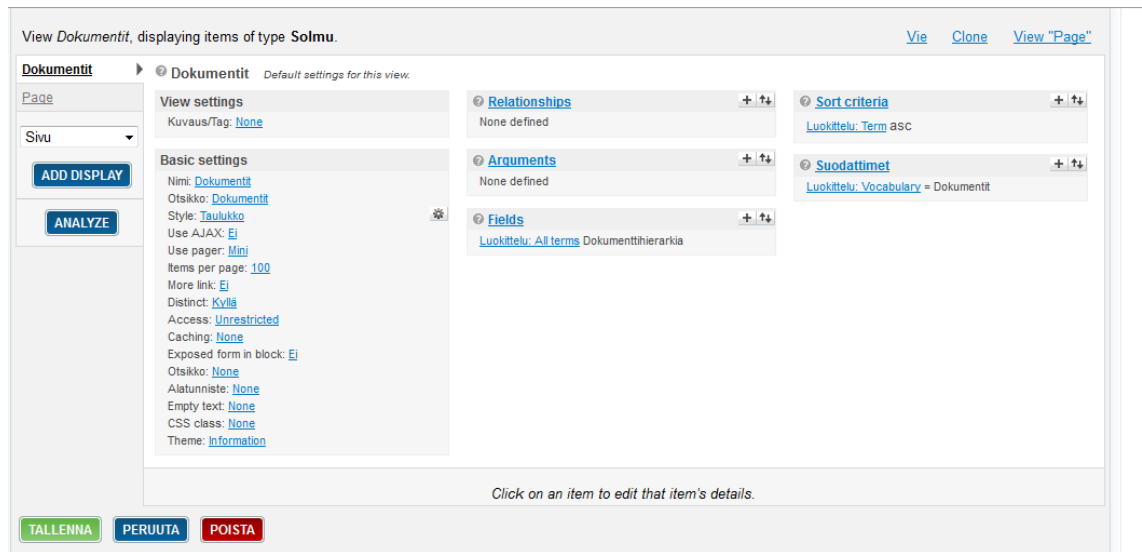 View Dokumentit, displaying items of type Solmu.
Vie Clone View "Page"
Dokumentit
Page
Sivu
ADD DISPLAY
ANALYZE
Dokumentit Default settings for this view.
View settings
Kuvaus/Tag: None
Basic settings
Nimi: Dokumentit
Otsikko: Dokumentit
Style: Taulukko
Use AJAX: Ei
Use pager: Mini
Items per page: 100
More link: Ei
Distinct: Kyllä
Access: Unrestricted
Caching: None
Exposed form in block: Ei
Otsikko: None
Alatunniste: None
Empty text: None
CSS class: None
Theme: Information
Relationships
None defined
Arguments
None defined
Fields
Luokittelu: All terms Dokumenttihierarkia
Sort criteria
Luokittelu: Term asc
Suodattimet
Luokittelu: Vocabulary = Dokumentit
Click on an item to edit that item's details.
TALLENNA PERUUTA POISTA